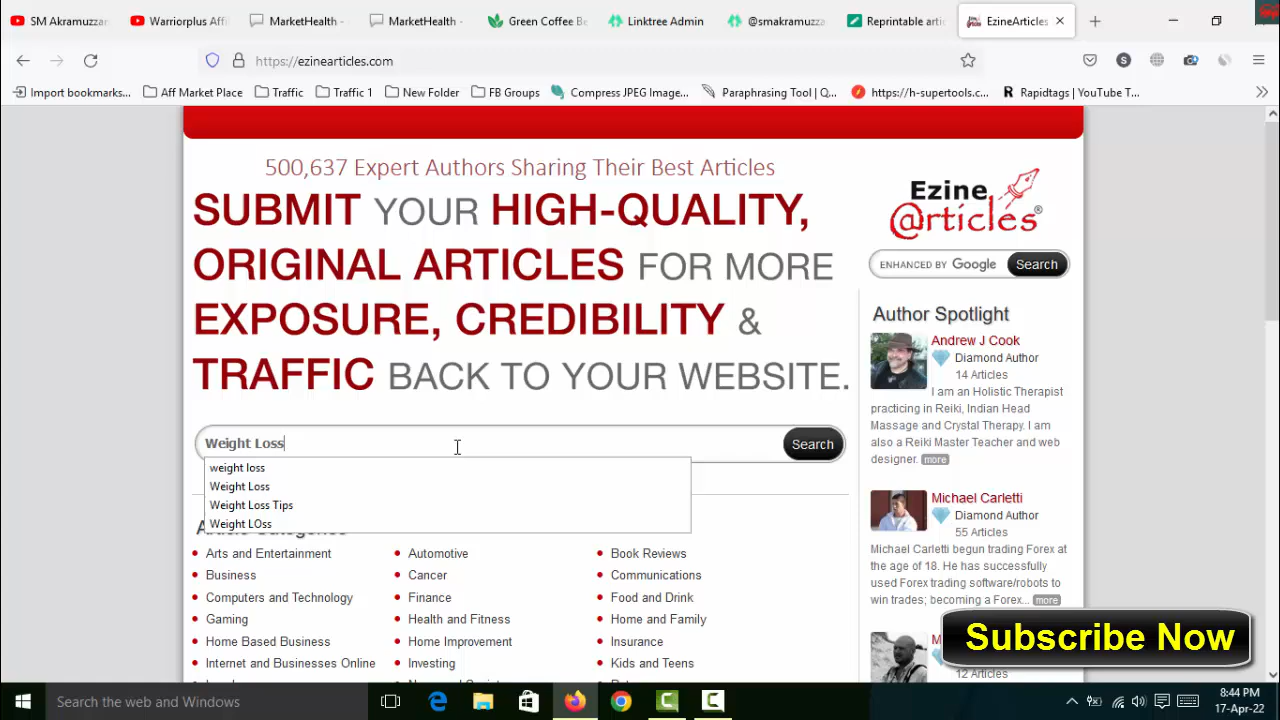 SM Akramuzzan
Warriorplus Affi
MarketHealth -
MarketHealth -
Green Coffee Be
Linktree Admin
@smakramuzza
Reprintable artic
EzineArticles
https://ezinearticles.com
Import bookmarks...
Aff Market Place
Traffic
Traffic 1
New Folder
FB Groups
Compress JPEG Image...
Paraphrasing Tool | Q...
https://h-supertools.c...
Rapidtags | YouTube T...
500,637 Expert Authors Sharing Their Best Articles
SUBMIT YOUR HIGH-QUALITY,
ORIGINAL ARTICLES FOR MORE
EXPOSURE, CREDIBILITY &
TRAFFIC BACK TO YOUR WEBSITE.
Weight Loss
Search
weight loss
Weight Loss
Weight Loss Tips
Weight LOss
Arts and Entertainment
Automotive
Book Reviews
Business
Cancer
Communications
Computers and Technology
Finance
Food and Drink
Gaming
Health and Fitness
Home and Family
Home Based Business
Home Improvement
Insurance
Internet and Businesses Online
Investing
Kids and Teens
Ezine
@rticles®
ENHANCED BY Google
Search
Author Spotlight
Andrew J Cook
Diamond Author
14 Articles
I am an Holistic Therapist
practicing in Reiki, Indian Head
Massage and Crystal Therapy. I am
also a Reiki Master Teacher and web
designer. more
Michael Carletti
Diamond Author
55 Articles
Michael Carletti begun trading Forex at
the age of 18. He has successfully
used Forex trading software/robots to
win trades; becoming a Forex... more
12 Articles
Subscribe Now
Search the web and Windows
8:44 PM
17-Apr-22